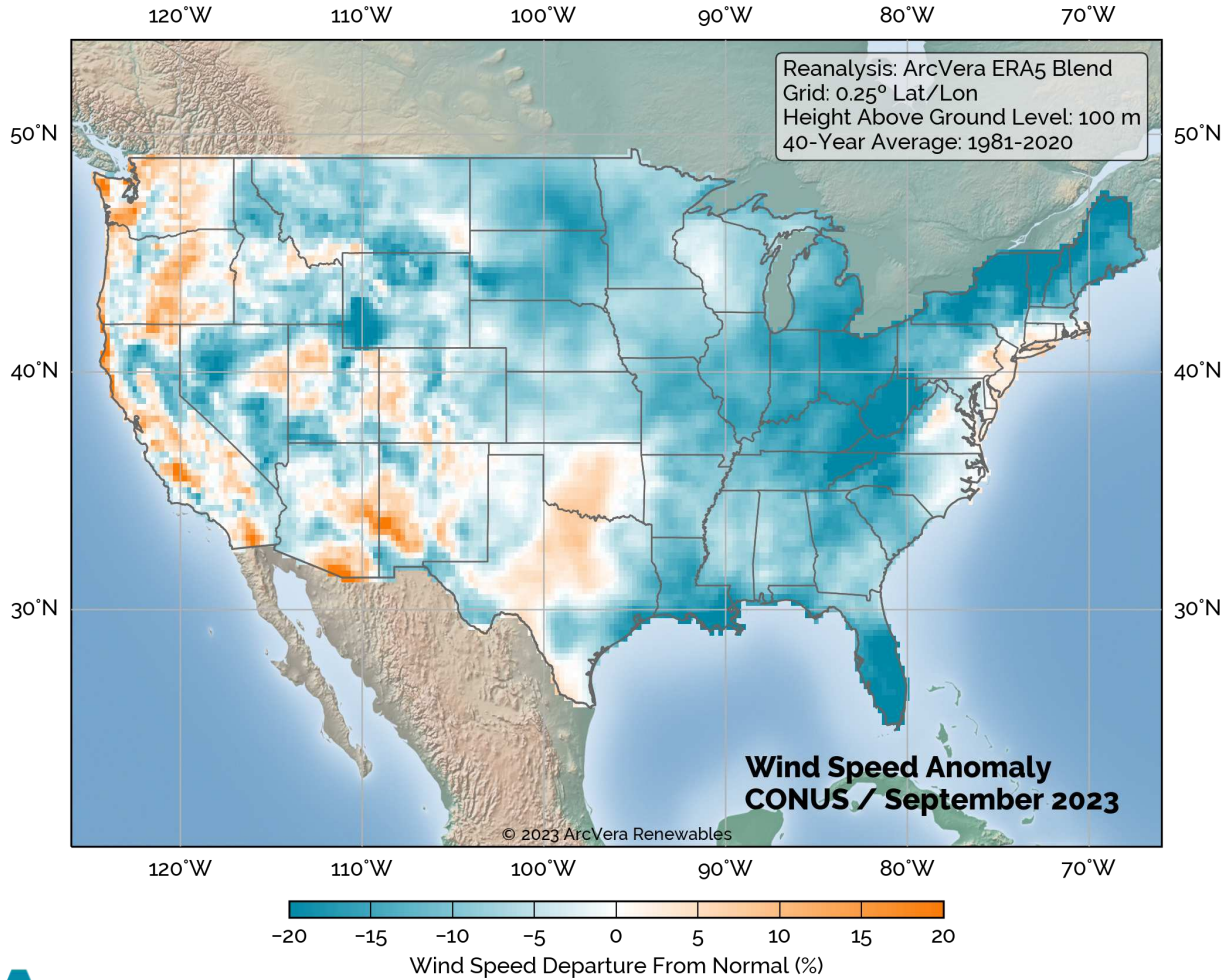 120˚W 110˚W 100˚W 90˚W 80˚W 70˚W
Reanalysis: ArcVera ERA5 Blend
Grid: 0.25º Lat/Lon
Height Above Ground Level: 100 m
40-Year Average: 1981-2020
50˚N 50˚N
40˚N 40˚N
30˚N 30˚N
Wind Speed Anomaly
CONUS / September 2023
© 2023 ArcVera Renewables
120˚W 110˚W 100˚W 90˚W 80˚W 70˚W
−20 −15 −10 −5 0 5 10 15 20
Wind Speed Departure From Normal (%)